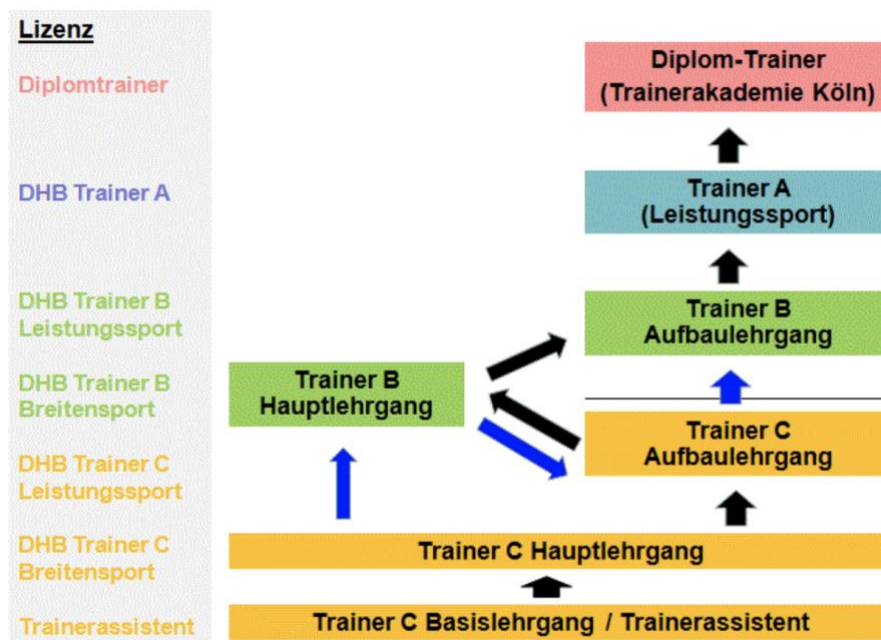 Lizenz
Diplomtrainer
DHB Trainer A
DHB Trainer B
Leistungssport
DHB Trainer B
Breitensport
DHB Trainer C
Leistungssport
DHB Trainer C
Breitensport
Trainerassistent
Diplom-Trainer
(Trainerakademie Köln)
Trainer A
(Leistungssport)
Trainer B
Aufbaulehrgang
Trainer B
Hauptlehrgang
Trainer C
Aufbaulehrgang
Trainer C Hauptlehrgang
Trainer C Basislehrgang / Trainerassistent